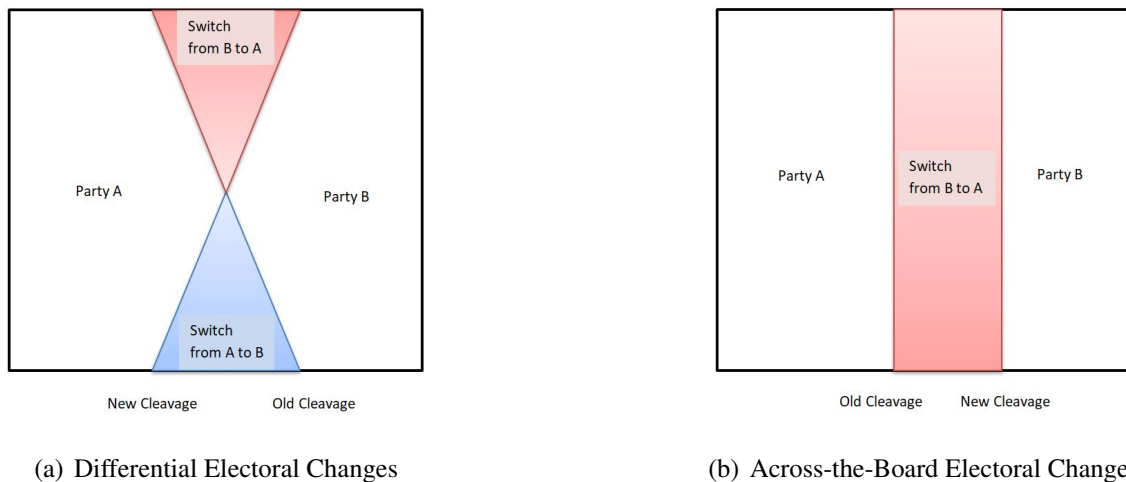 Switch
from B to A
Party A
Party B
Switch
from A to B
New Cleavage
Old Cleavage
(a) Differential Electoral Changes
Party A
Switch
from B to A
Party B
Old Cleavage
New Cleavage
(b) Across-the-Board Electoral Change